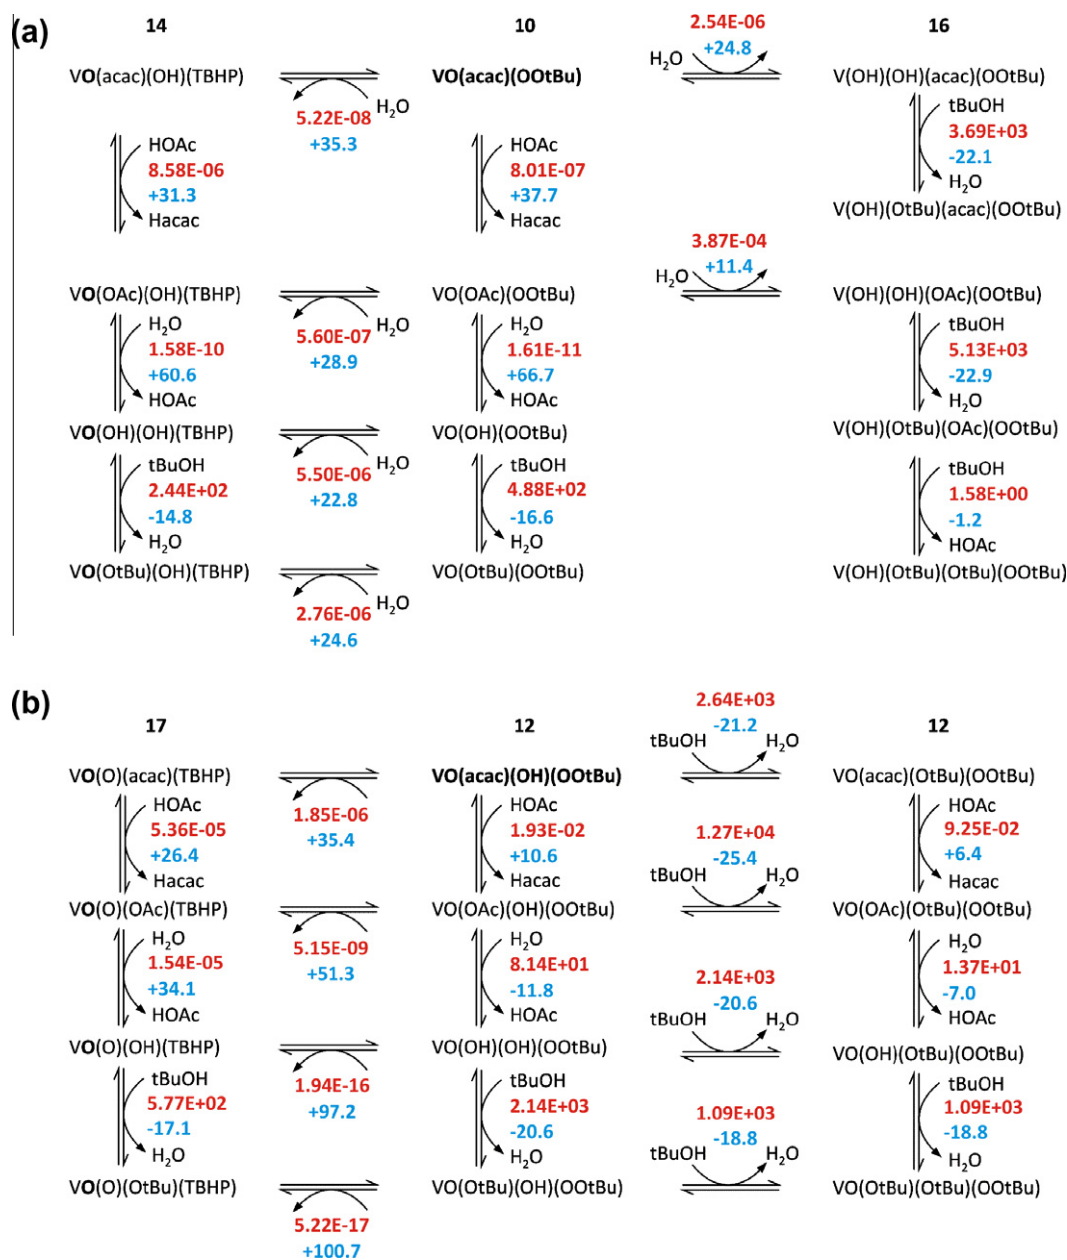 (a)
14 10 16
2.54E-06
+24.8
H₂O
VO(acac)(OH)(TBHP) VO(acac)(OOtBu) V(OH)(OH)(acac)(OOtBu)
H₂O
5.22E-08
+35.3
HOAc HOAc tBuOH
8.58E-06 8.01E-07 3.69E+03
+31.3 +37.7 -22.1
Hacac Hacac H₂O
V(OH)(OtBu)(acac)(OOtBu)
3.87E-04
+11.4
H₂O
VO(OAc)(OH)(TBHP) VO(OAc)(OOtBu) V(OH)(OH)(OAc)(OOtBu)
H₂O H₂O H₂O tBuOH
1.58E-10 5.60E-07 1.61E-11 5.13E+03
+60.6 +28.9 +66.7 -22.9
HOAc HOAc H₂O
VO(OH)(OH)(TBHP) VO(OH)(OOtBu) V(OH)(OtBu)(OAc)(OOtBu)
tBuOH H₂O tBuOH tBuOH
2.44E+02 5.50E-06 4.88E+02 1.58E+00
-14.8 +22.8 -16.6 -1.2
H₂O H₂O HOAc
VO(OtBu)(OH)(TBHP) VO(OtBu)(OOtBu) V(OH)(OtBu)(OtBu)(OOtBu)
H₂O
2.76E-06
+24.6
(b)
17 12 12
2.64E+03
-21.2
tBuOH H₂O
VO(O)(acac)(TBHP) VO(acac)(OH)(OOtBu) VO(acac)(OtBu)(OOtBu)
HOAc HOAc HOAc
5.36E-05 1.85E-06 1.93E-02 1.27E+04 9.25E-02
+26.4 +35.4 +10.6 -25.4 +6.4
Hacac Hacac tBuOH H₂O Hacac
VO(O)(OAc)(TBHP) VO(OAc)(OH)(OOtBu) VO(OAc)(OtBu)(OOtBu)
H₂O H₂O H₂O
1.54E-05 5.15E-09 8.14E+01 2.14E+03 1.37E+01
+34.1 +51.3 -11.8 -20.6 -7.0
HOAc HOAc tBuOH H₂O HOAc
VO(O)(OH)(TBHP) VO(OH)(OH)(OOtBu) VO(OH)(OtBu)(OOtBu)
tBuOH tBuOH tBuOH
5.77E+02 1.94E-16 2.14E+03 1.09E+03 1.09E+03
-17.1 +97.2 -20.6 -18.8 -18.8
H₂O H₂O tBuOH H₂O H₂O
VO(O)(OtBu)(TBHP) VO(OtBu)(OH)(OOtBu) VO(OtBu)(OtBu)(OOtBu)
5.22E-17
+100.7